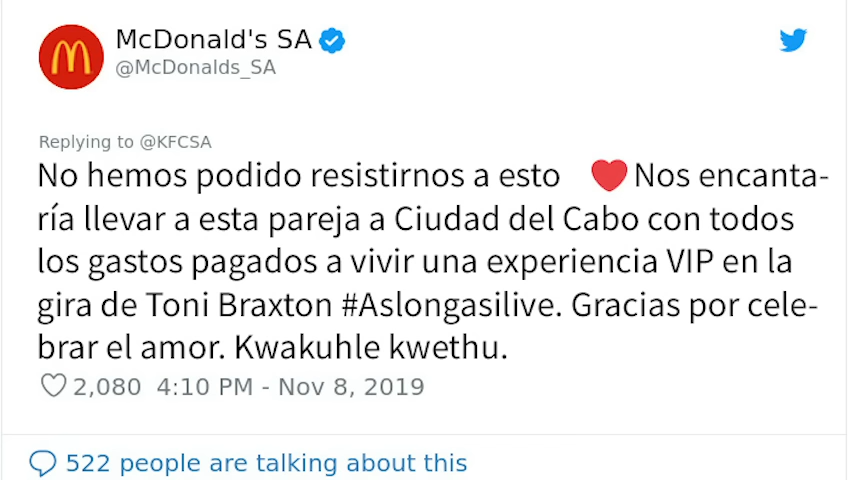 McDonald's SA
@McDonalds_SA
Replying to @KFCSA
No hemos podido resistirnos a esto ❤️ Nos encanta-
ría llevar a esta pareja a Ciudad del Cabo con todos
los gastos pagados a vivir una experiencia VIP en la
gira de Toni Braxton #Aslongasilive. Gracias por cele-
brar el amor. Kwakuhle kwethu.
2,080 4:10 PM - Nov 8, 2019
522 people are talking about this